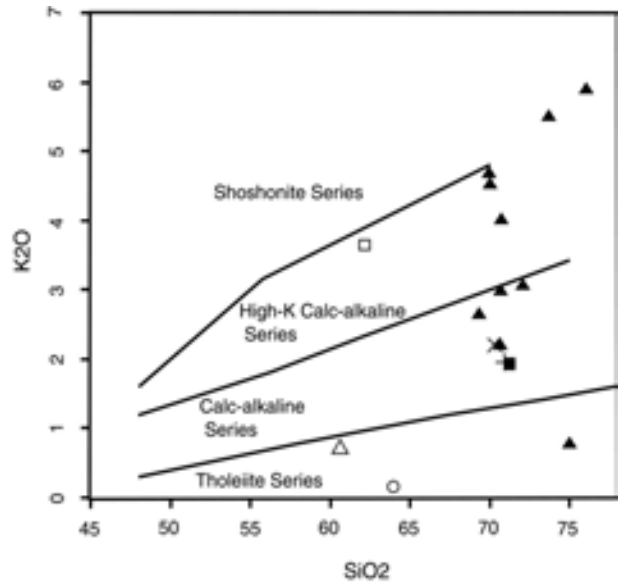 7
6
5
4
3
2
1
0
K2O
Shoshonite Series
High-K Calc-alkaline
Series
Calc-alkaline
Series
Tholeiite Series
45 50 55 60 65 70 75
SiO2